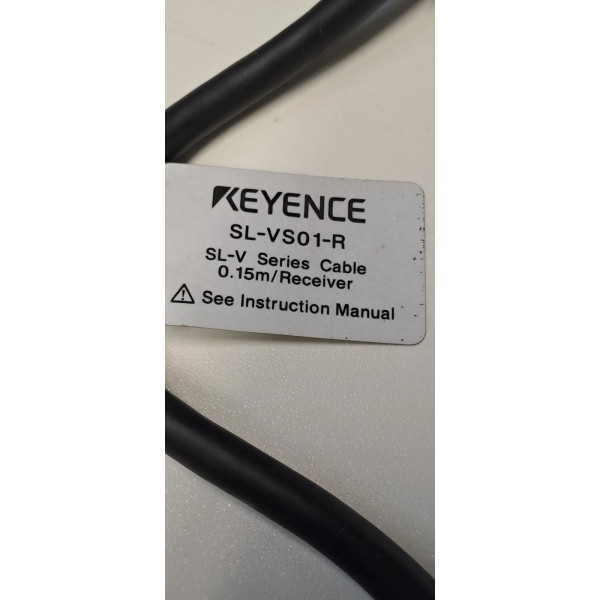 KEYENCE
SL-VS01-R
SL-V Series Cable
0.15m/Receiver
See Instruction Manual